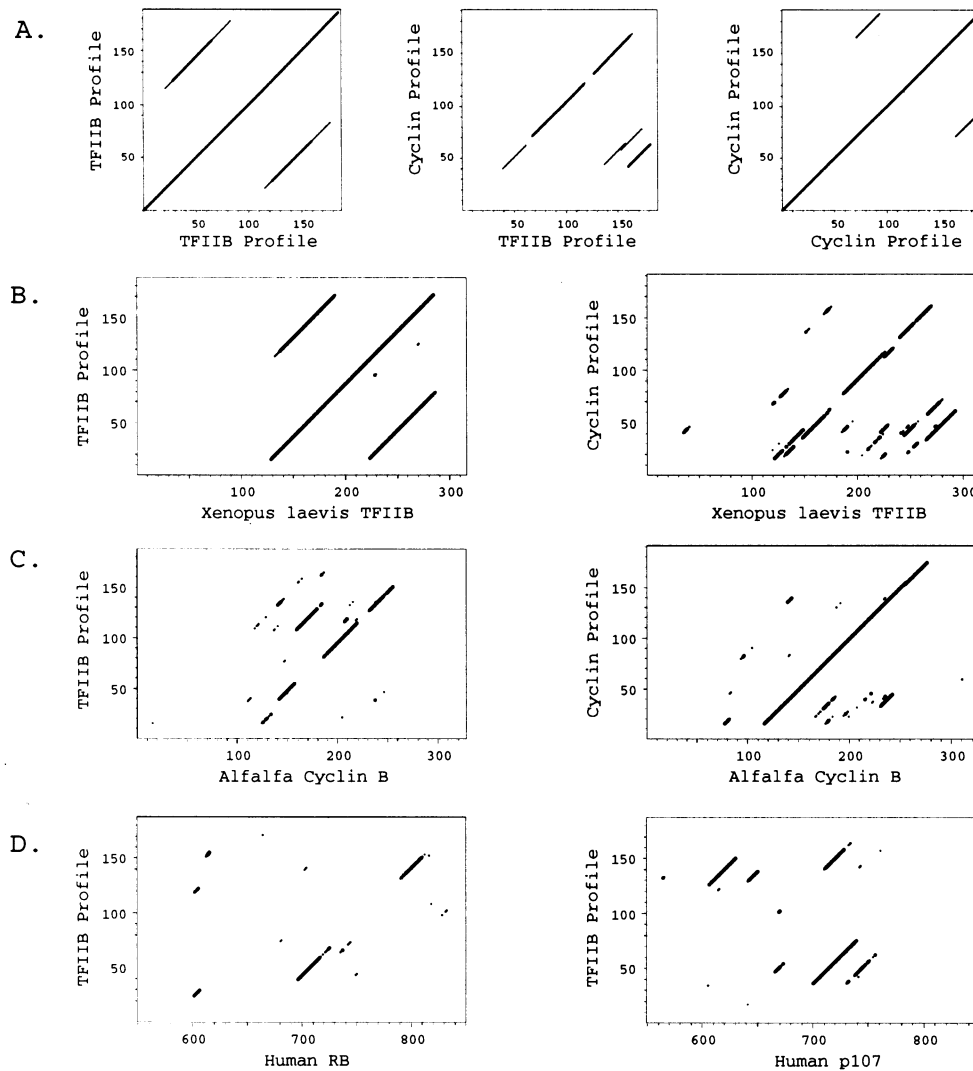 A.
TFIIB Profile
150
100
50
50 100 150
TFIIB Profile
Cyclin Profile
150
100
50
50 100 150
TFIIB Profile
Cyclin Profile
150
100
50
50 100 150
Cyclin Profile
B.
TFIIB Profile
150
100
50
100 200 300
Xenopus laevis TFIIB
Cyclin Profile
150
100
50
100 200 300
Xenopus laevis TFIIB
C.
TFIIB Profile
150
100
50
100 200 300
Alfalfa Cyclin B
Cyclin Profile
150
100
50
100 200 300
Alfalfa Cyclin B
D.
TFIIB Profile
150
100
50
600 700 800
Human RB
TFIIB Profile
150
100
50
600 700 800
Human p107